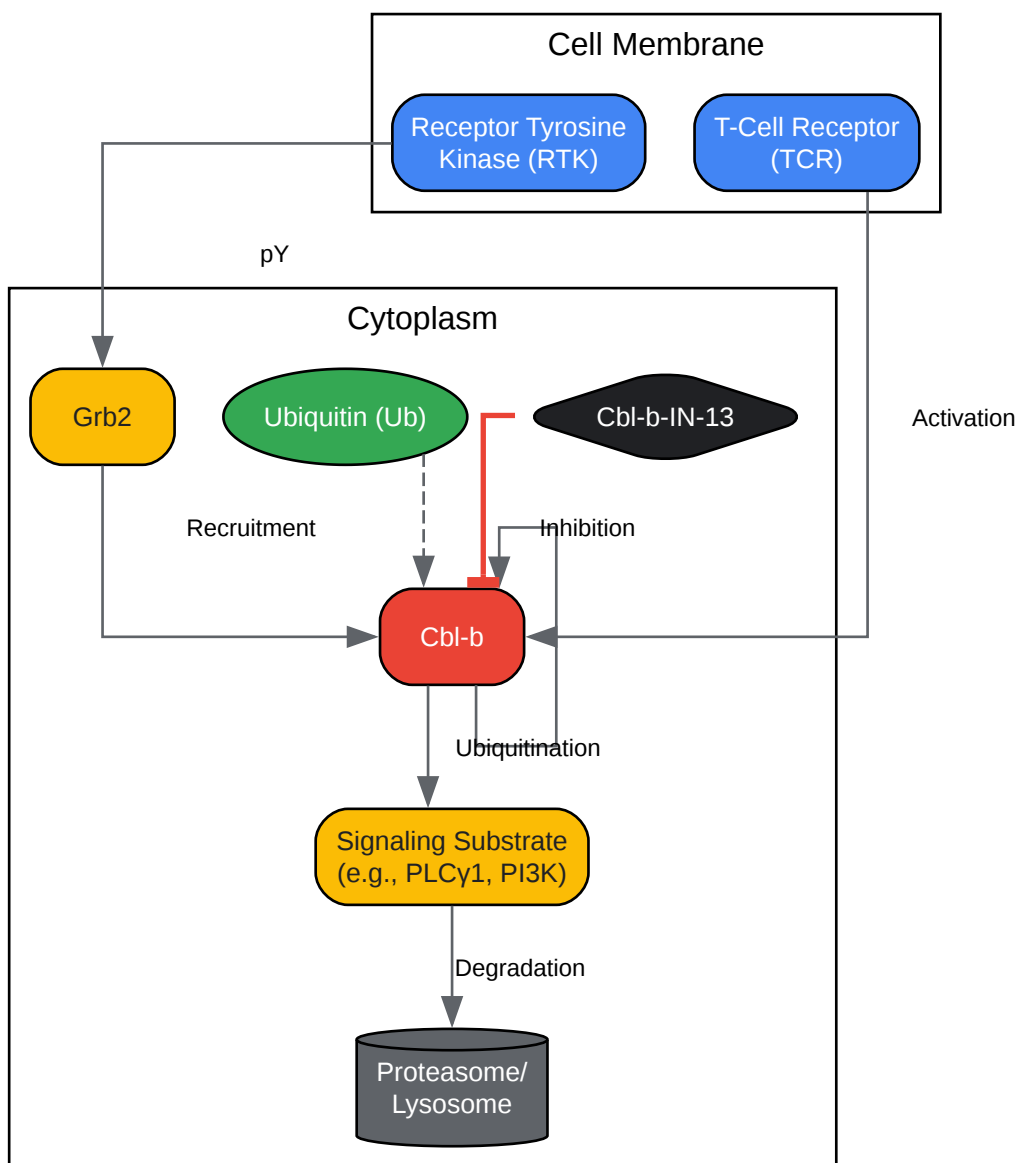 Cell Membrane
Receptor Tyrosine
Kinase (RTK)
T-Cell Receptor
(TCR)
pY
Cytoplasm
Grb2
Ubiquitin (Ub)
Cbl-b-IN-13
Activation
Recruitment
Inhibition
Cbl-b
Ubiquitination
Signaling Substrate
(e.g., PLCγ1, PI3K)
Degradation
Proteasome/
Lysosome